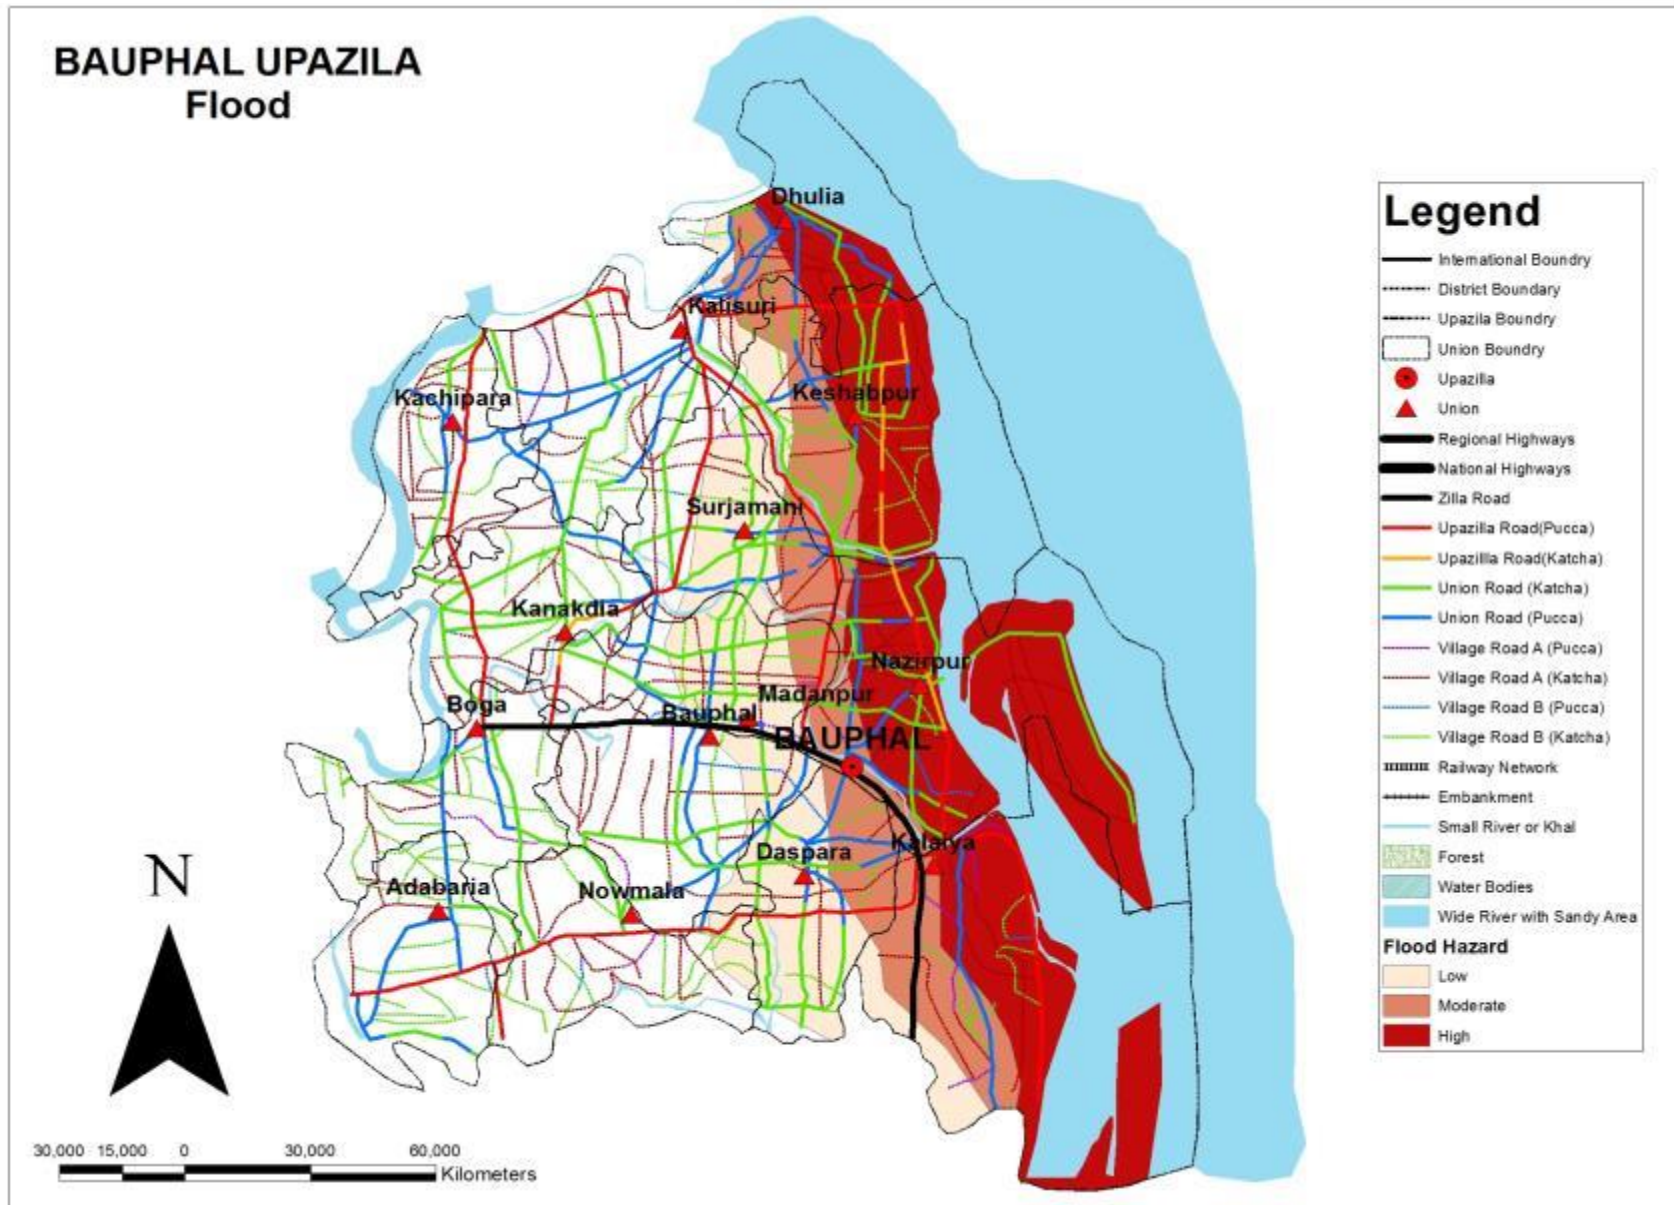 BAUPHAL UPAZILA
Flood
Dhulia
Kalisuri
Kachipara
Keshabpur
Surjamani
Kanakdia
Nazirpur
Madanpur
Boga
Bauphal
BAUPHAL
Kalaiya
Daspara
Adabaria
Nowmala
N
30,000 15,000 0 30,000 60,000
Kilometers
Legend
International Boundry
District Boundary
Upazila Boundry
Union Boundry
Upazilla
Union
Regional Highways
National Highways
Zilla Road
Upazilla Road(Pucca)
Upazillla Road(Katcha)
Union Road (Katcha)
Union Road (Pucca)
Village Road A (Pucca)
Village Road A (Katcha)
Village Road B (Pucca)
Village Road B (Katcha)
Railway Network
Embankment
Small River or Khal
Forest
Water Bodies
Wide River with Sandy Area
Flood Hazard
Low
Moderate
High